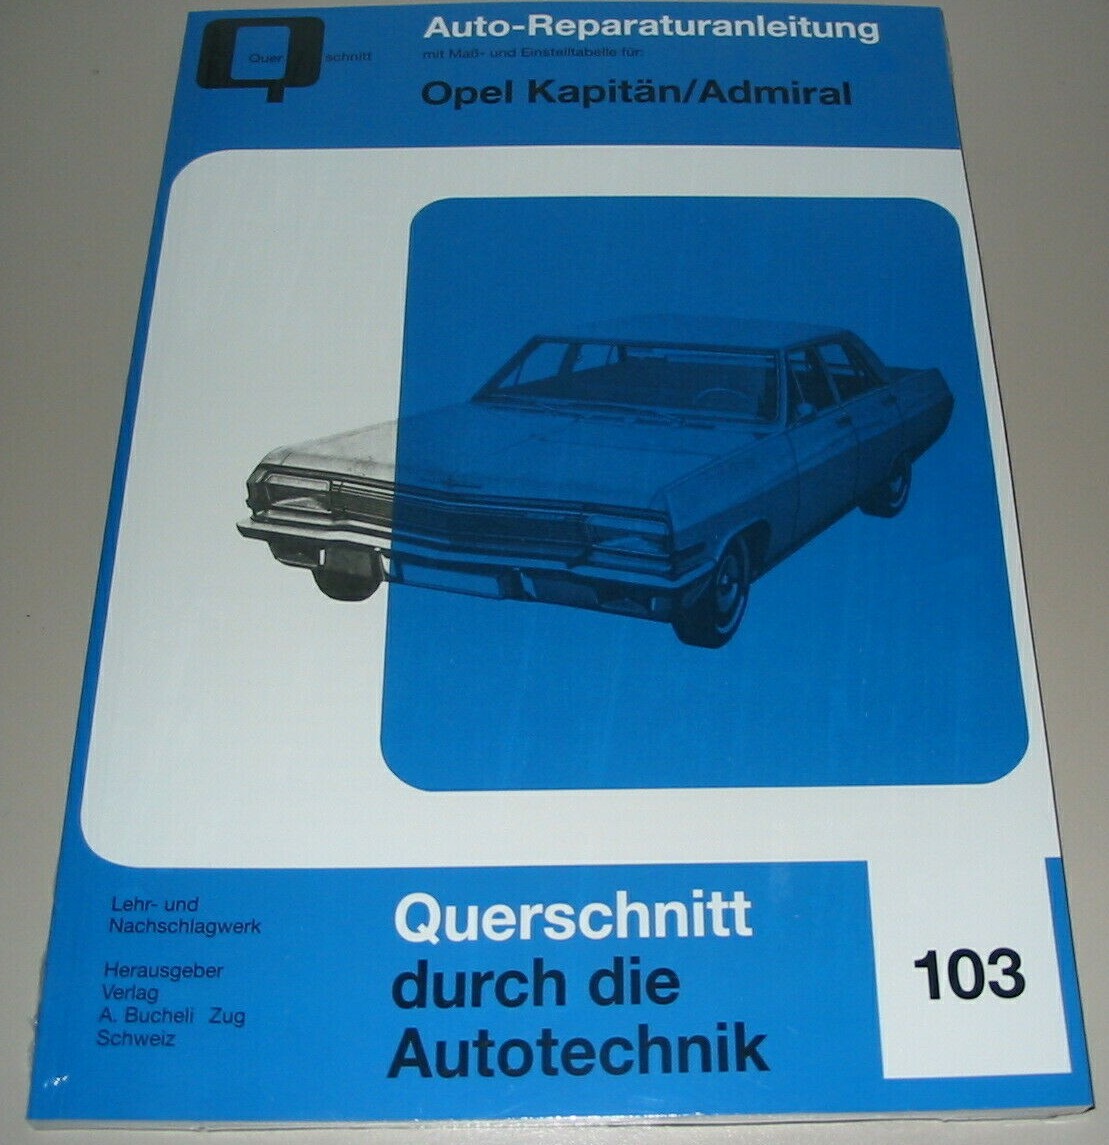 Quer schnitt
Auto-Reparaturanleitung
mit Maß- und Einstelltabelle für:
Opel Kapitän/Admiral
Lehr- und
Nachschlagwerk
Herausgeber
Verlag
A. Bucheli Zug
Schweiz
Querschnitt
durch die
Autotechnik
103